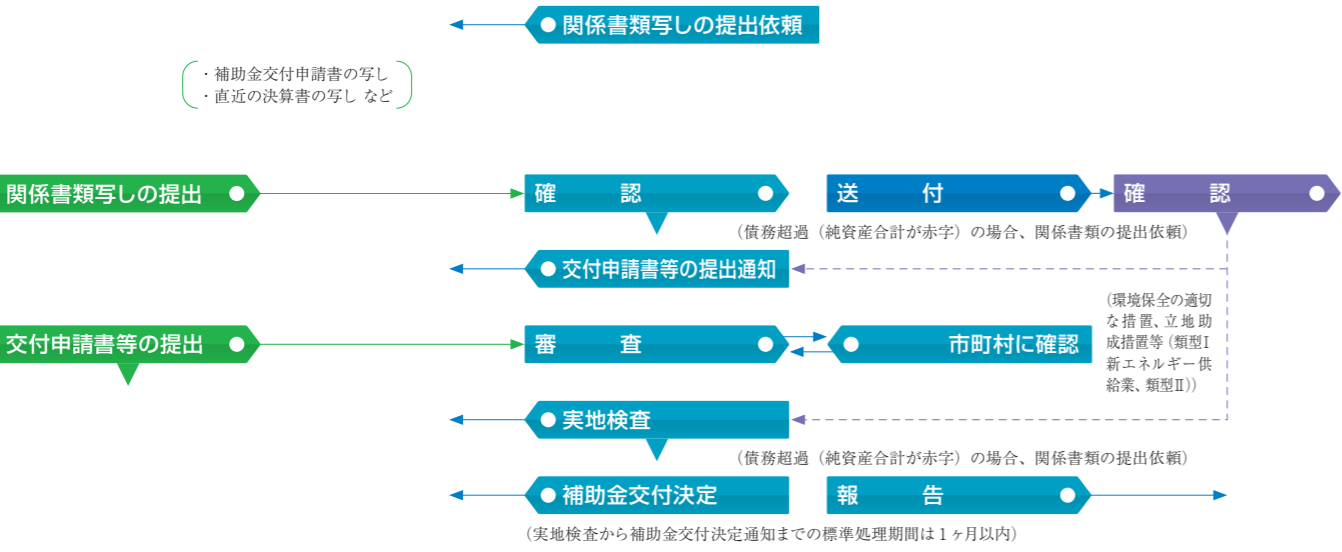 関係書類写しの提出依頼
・補助金交付申請書の写し
・直近の決算書の写し など
関係書類写しの提出
確 認
送 付
確 認
（債務超過（純資産合計が赤字）の場合、関係書類の提出依頼）
交付申請書等の提出通知
（環境保全の適切
な措置、立地助
成措置等（類型Ⅰ
新エネルギー供
給業、類型Ⅱ））
交付申請書等の提出
審 査
市町村に確認
実地検査
（債務超過（純資産合計が赤字）の場合、関係書類の提出依頼）
補助金交付決定
報 告
（実地検査から補助金交付決定通知までの標準処理期間は１ヶ月以内）